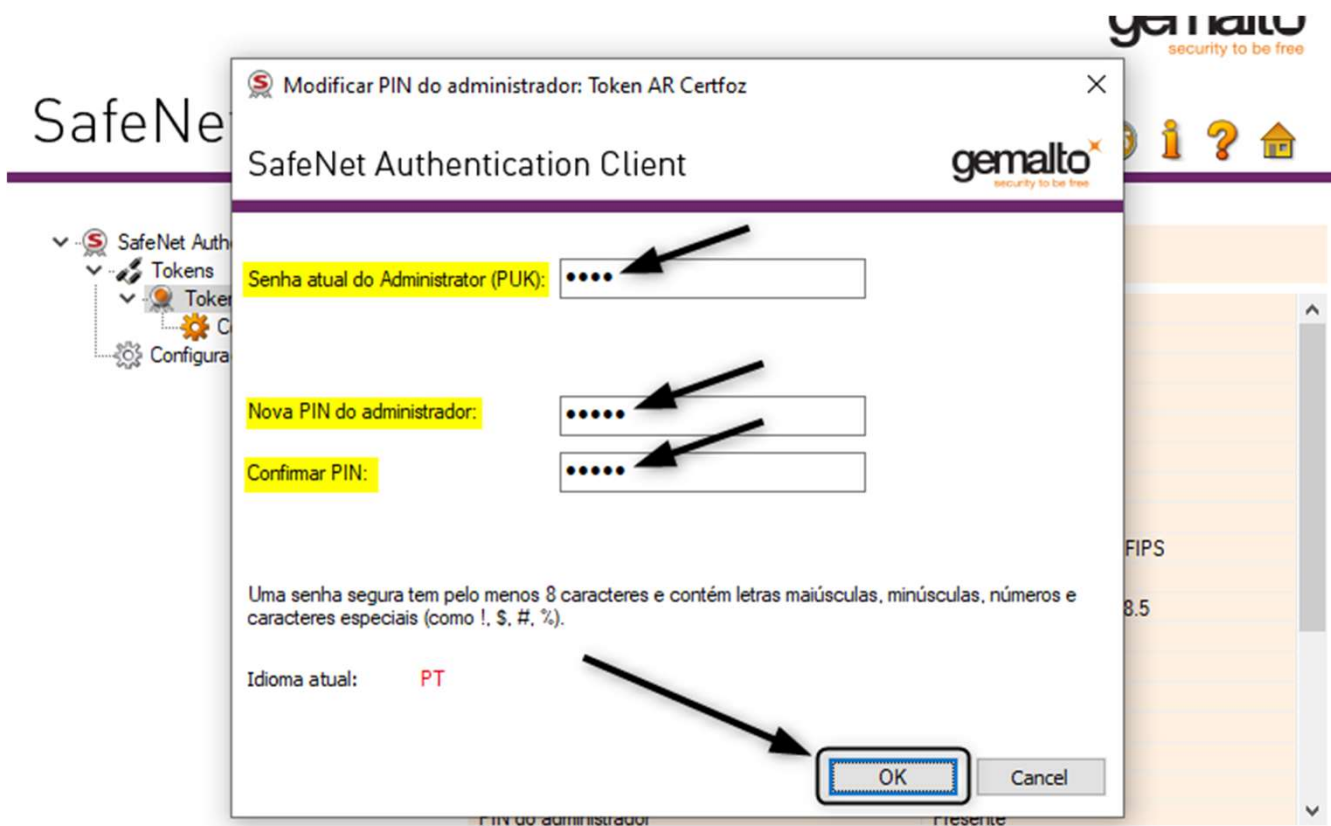 gemalto
security to be free
Modificar PIN do administrador: Token AR Certfoz
SafeNe
SafeNet Authentication Client
gemalto
security to be free
SafeNet Auth
Tokens
Token
C
Configura
Senha atual do Administrator (PUK):
Nova PIN do administrador:
Confirmar PIN:
FIPS
Uma senha segura tem pelo menos 8 caracteres e contém letras maiúsculas, minúsculas, números e
caracteres especiais (como !, $, #, %).
8.5
Idioma atual: PT
OK Cancel
PIN do administrador Presente